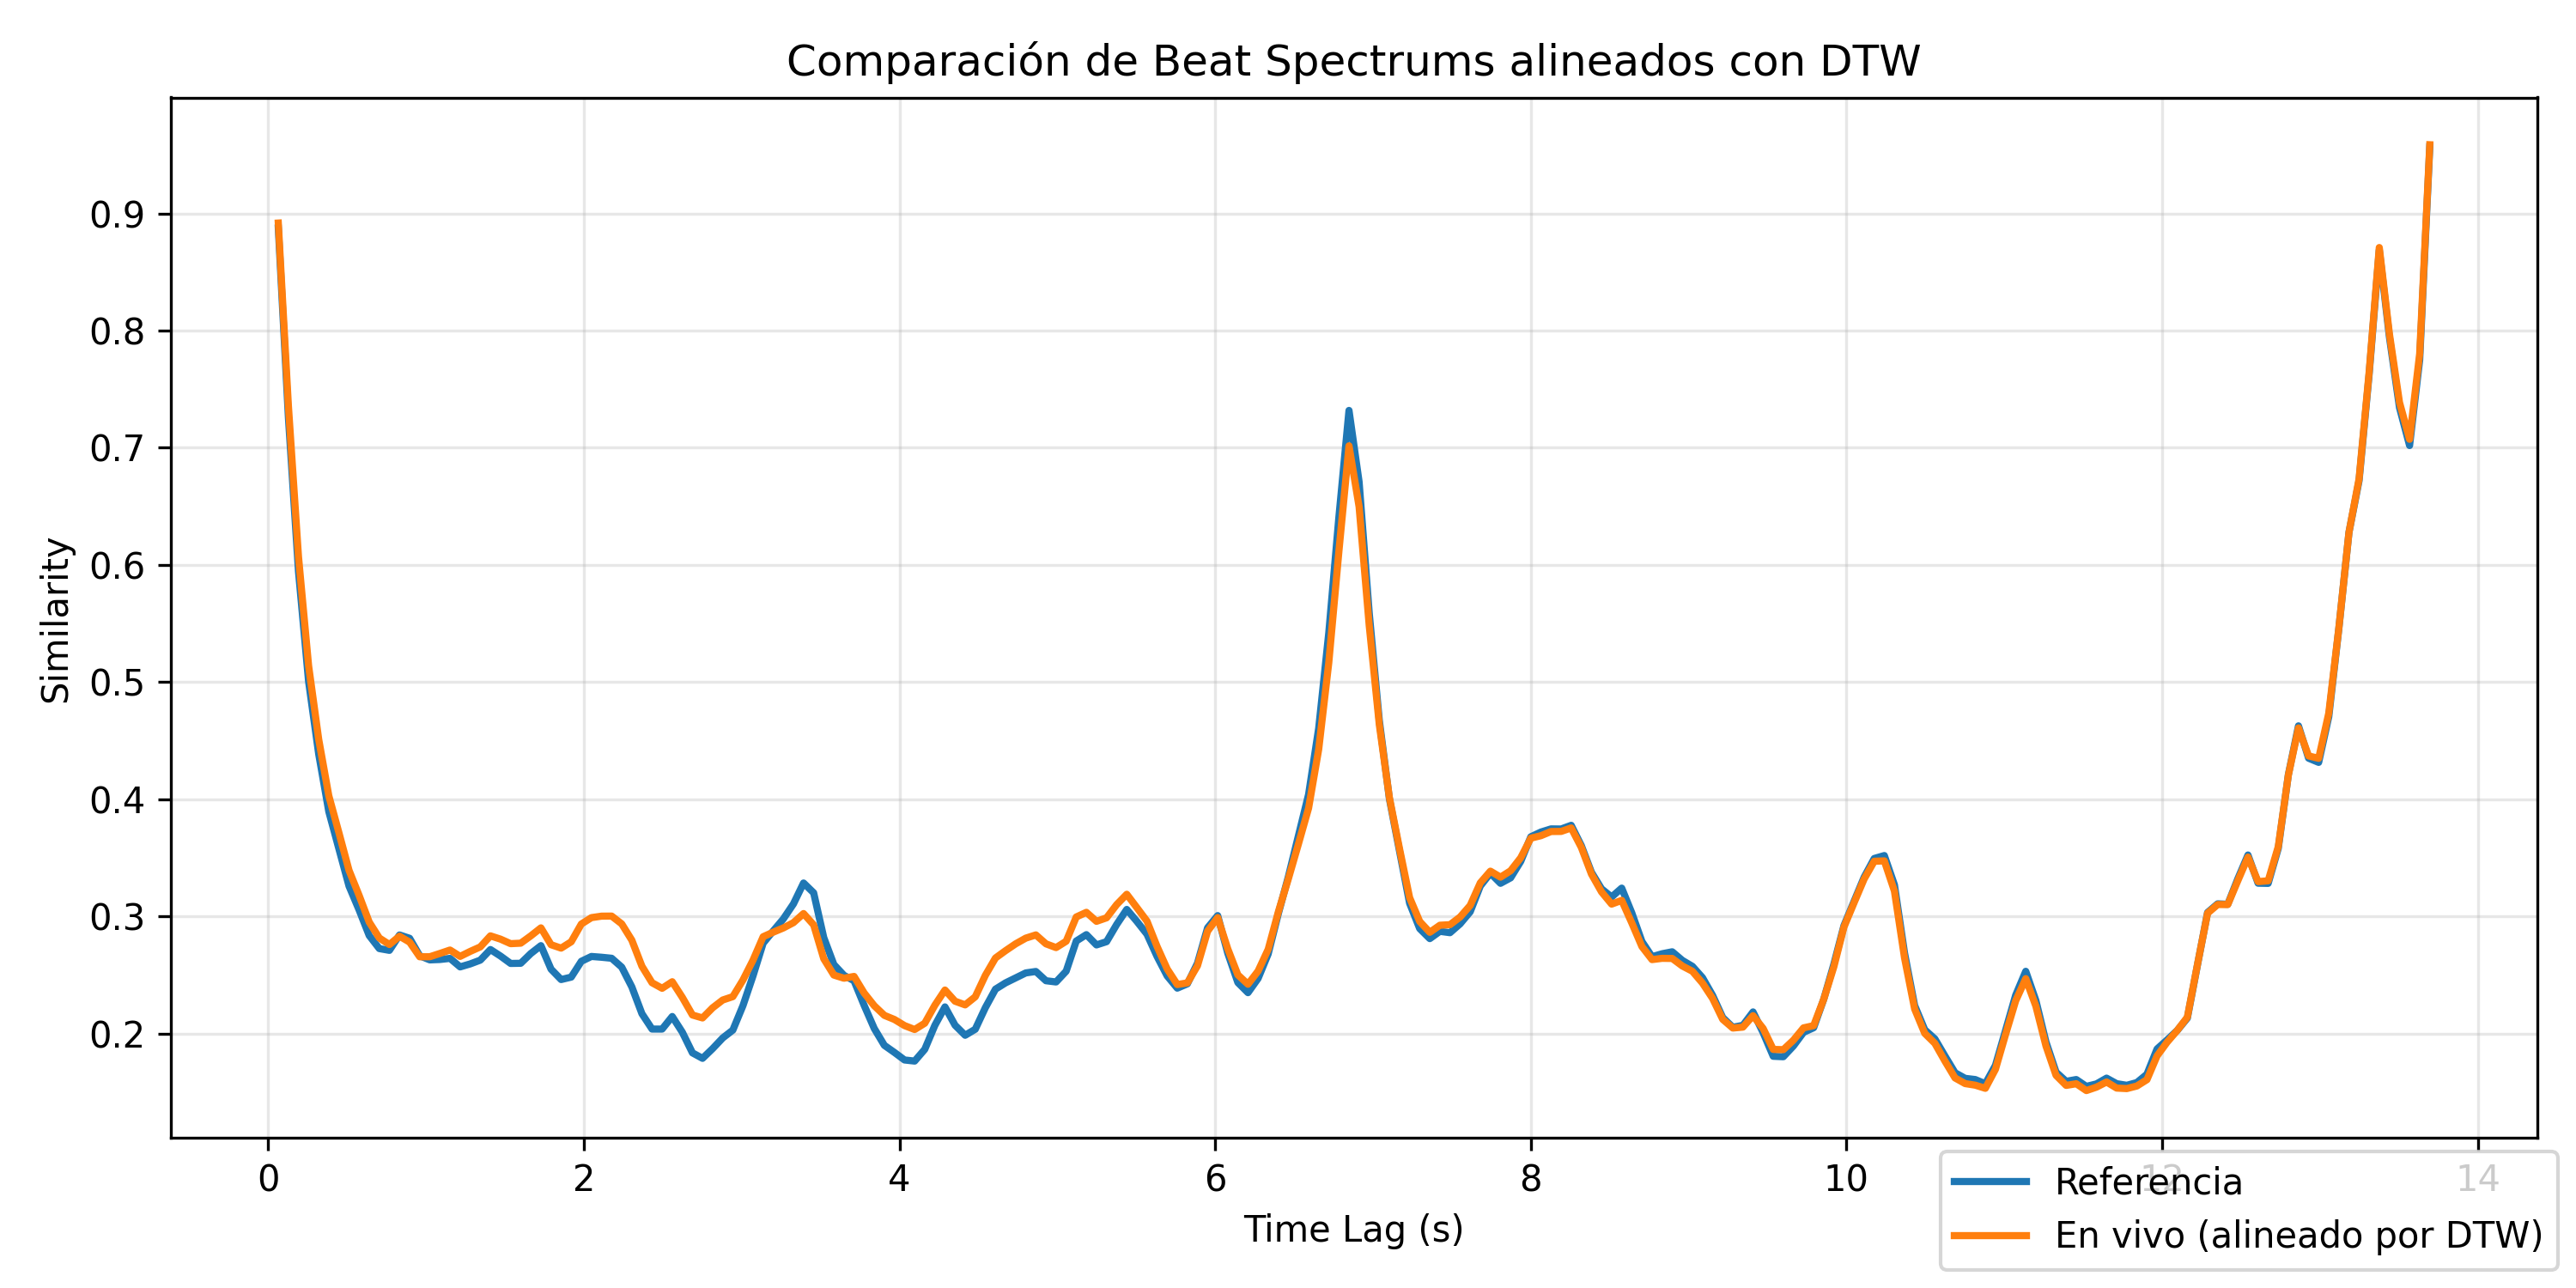 Comparación de Beat Spectrums alineados con DTW
Similarity
0.9
0.8
0.7
0.6
0.5
0.4
0.3
0.2
0 2 4 6 8 10 12 14
Time Lag (s)
Referencia
En vivo (alineado por DTW)